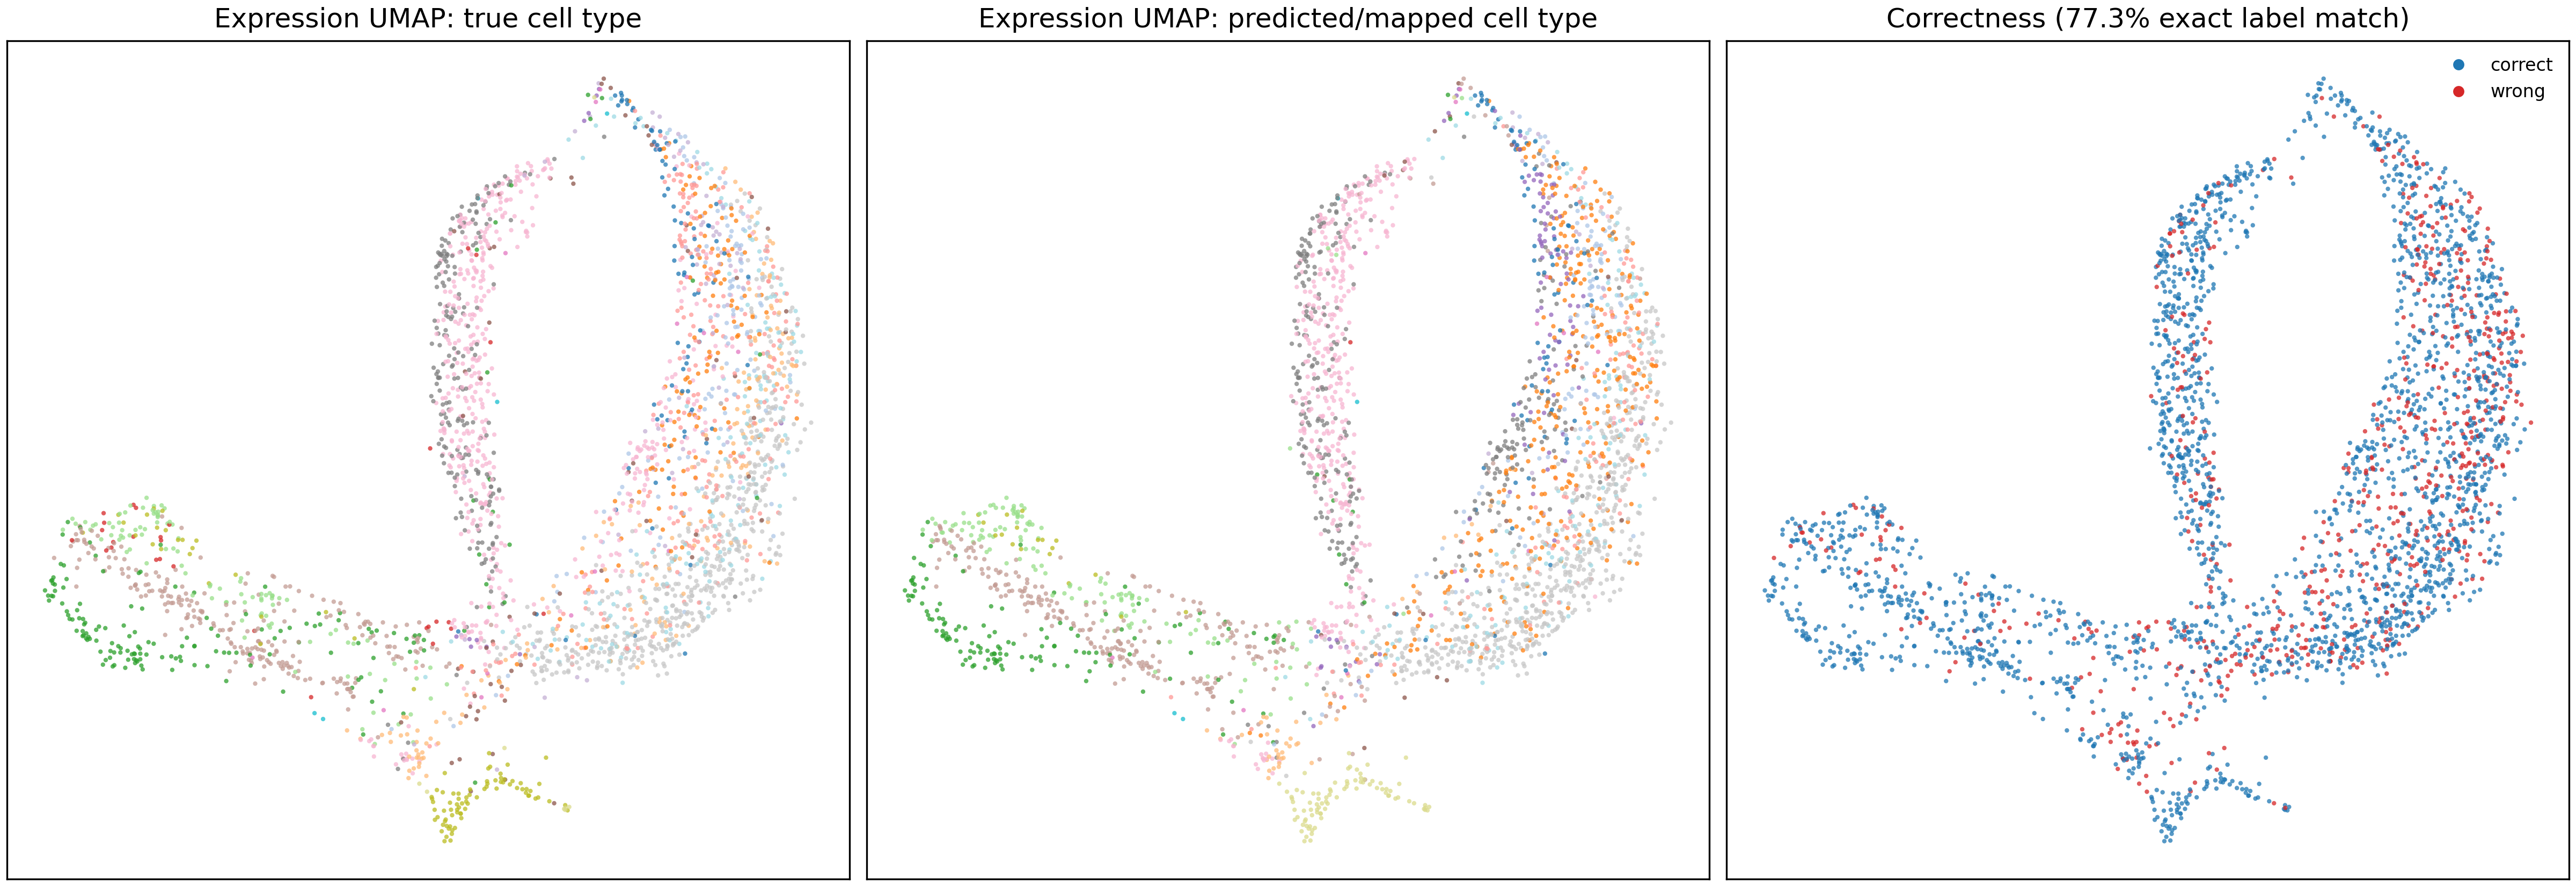 Expression UMAP: true cell type
Expression UMAP: predicted/mapped cell type
Correctness (77.3% exact label match)
correct
wrong